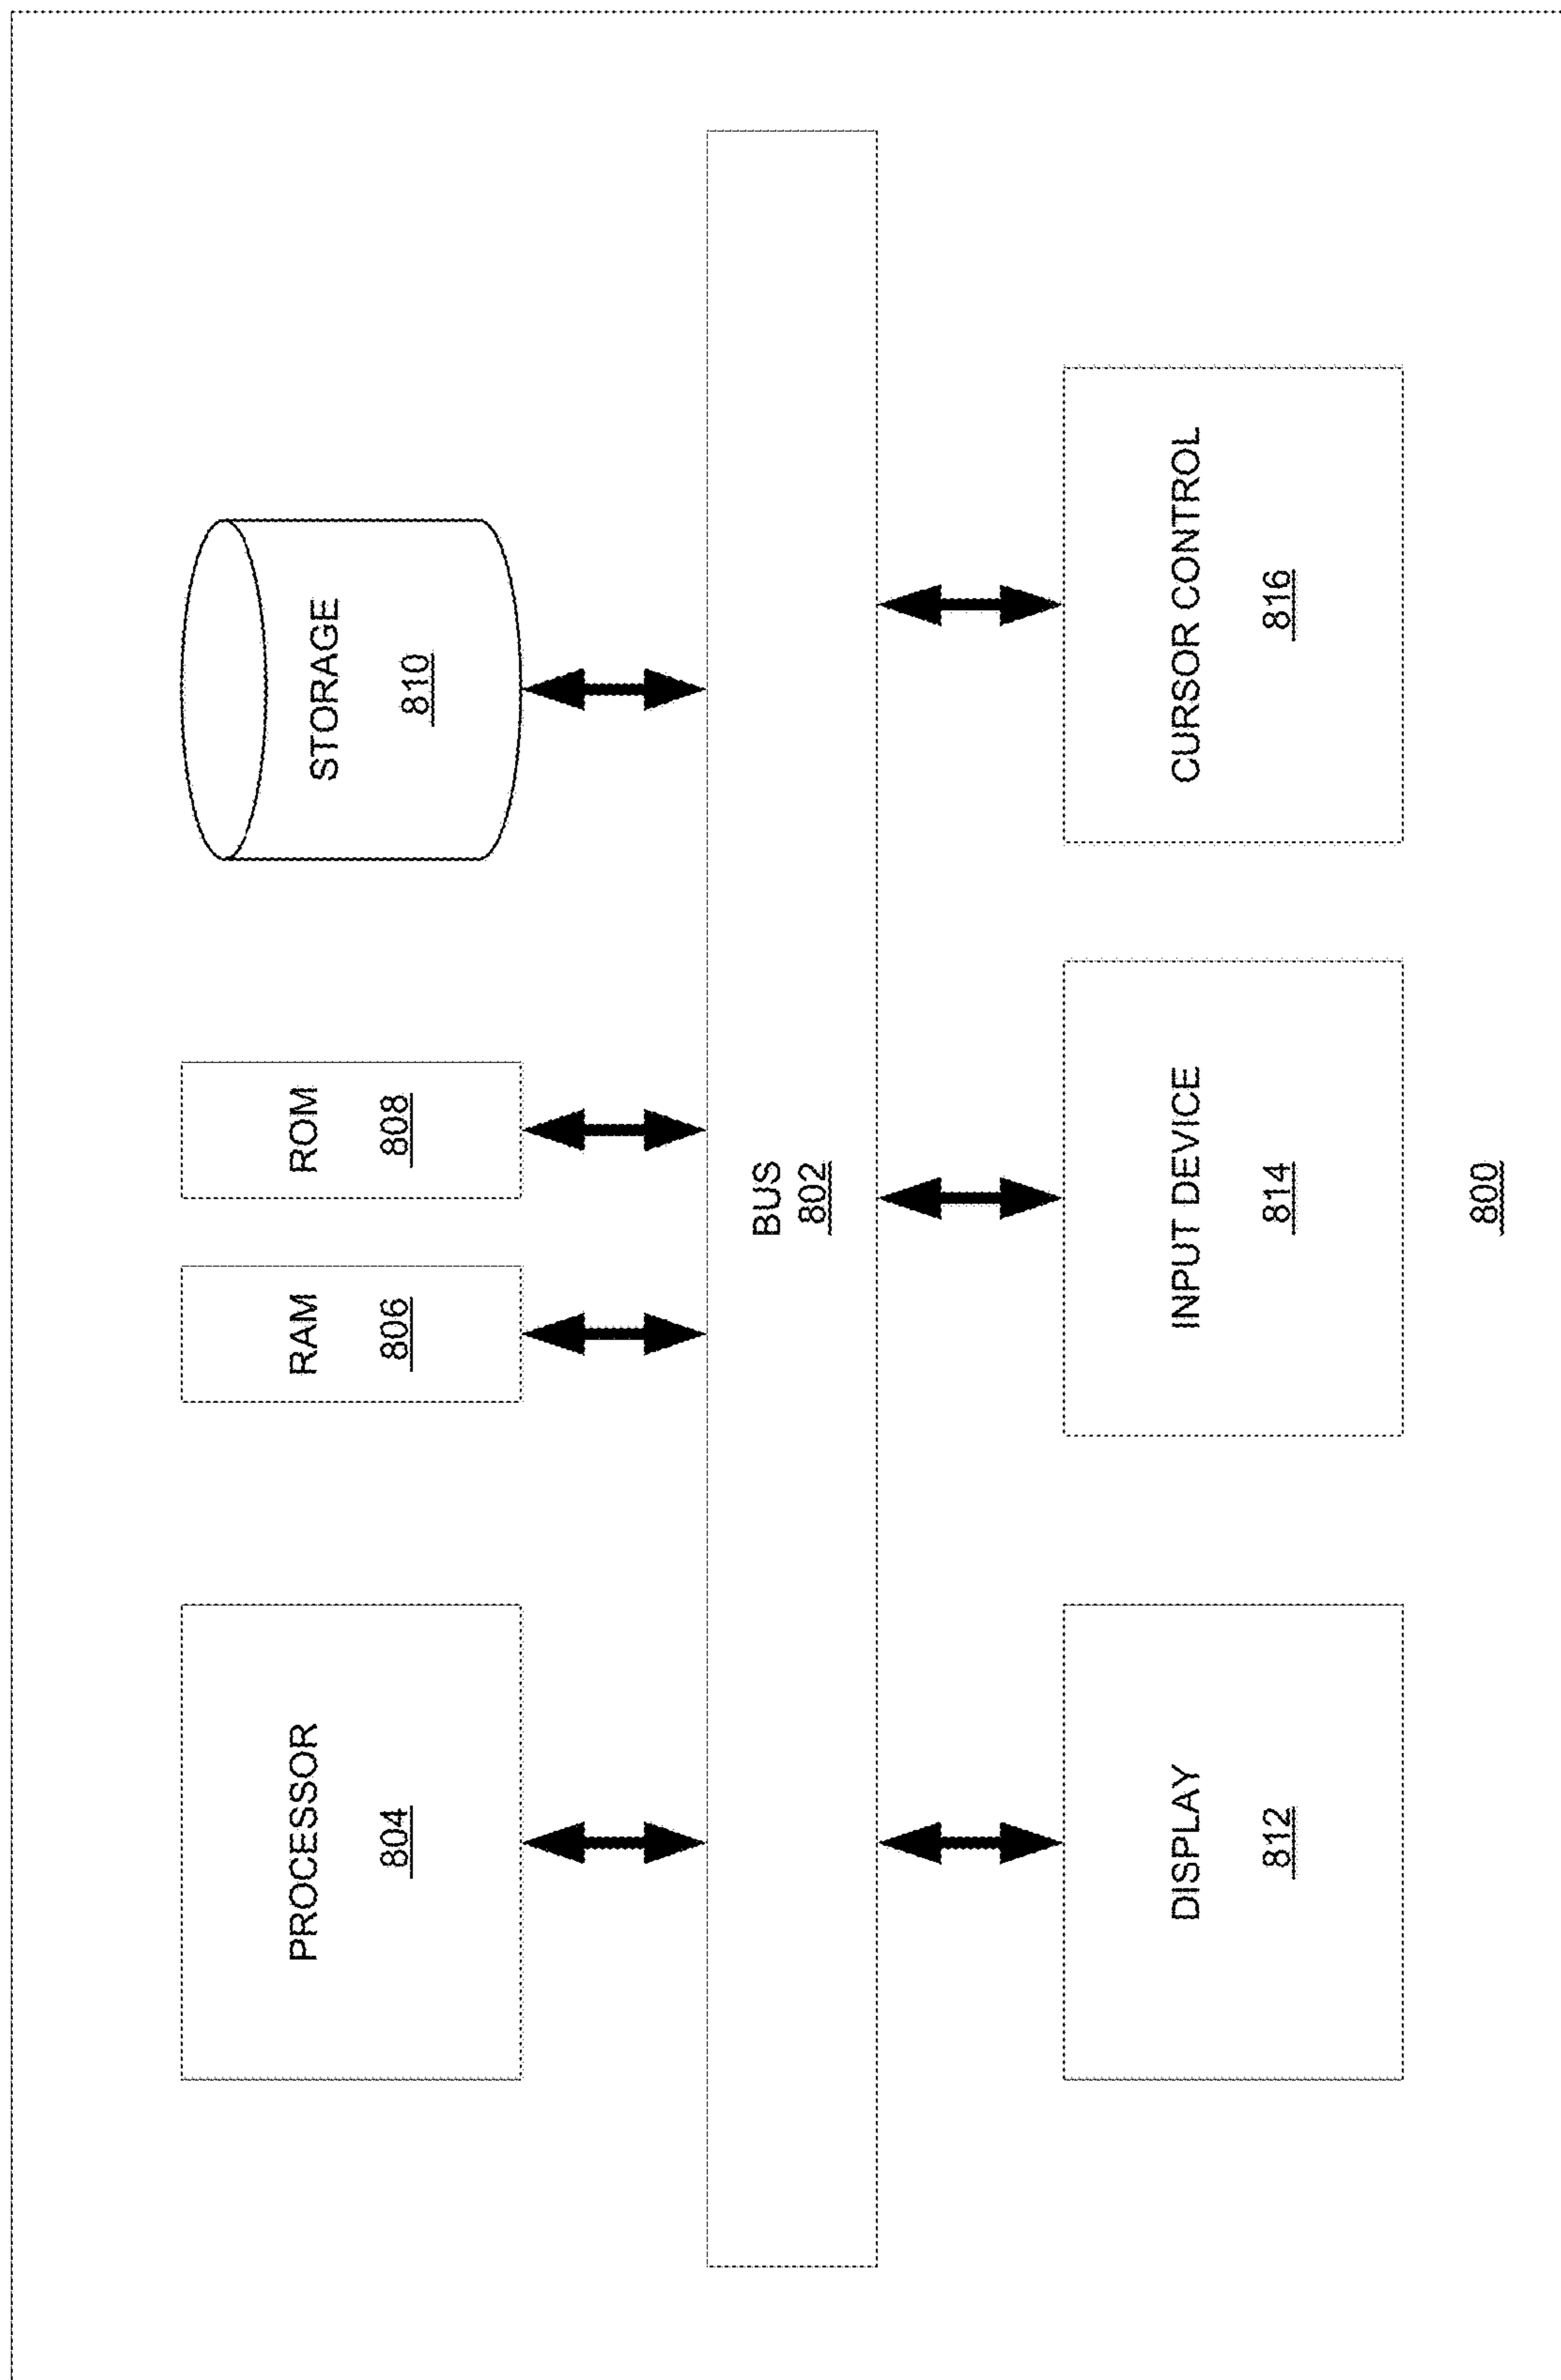 PROCESSOR
804
RAM
806
ROM
808
STORAGE
810
BUS
802
DISPLAY
812
INPUT DEVICE
814
CURSOR CONTROL
816
800